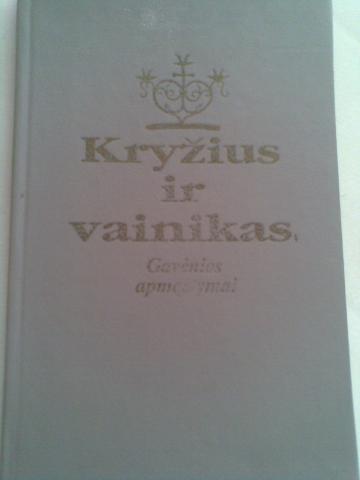 Kryžius
ir
vainikas
Gavėnios
apmąstymai